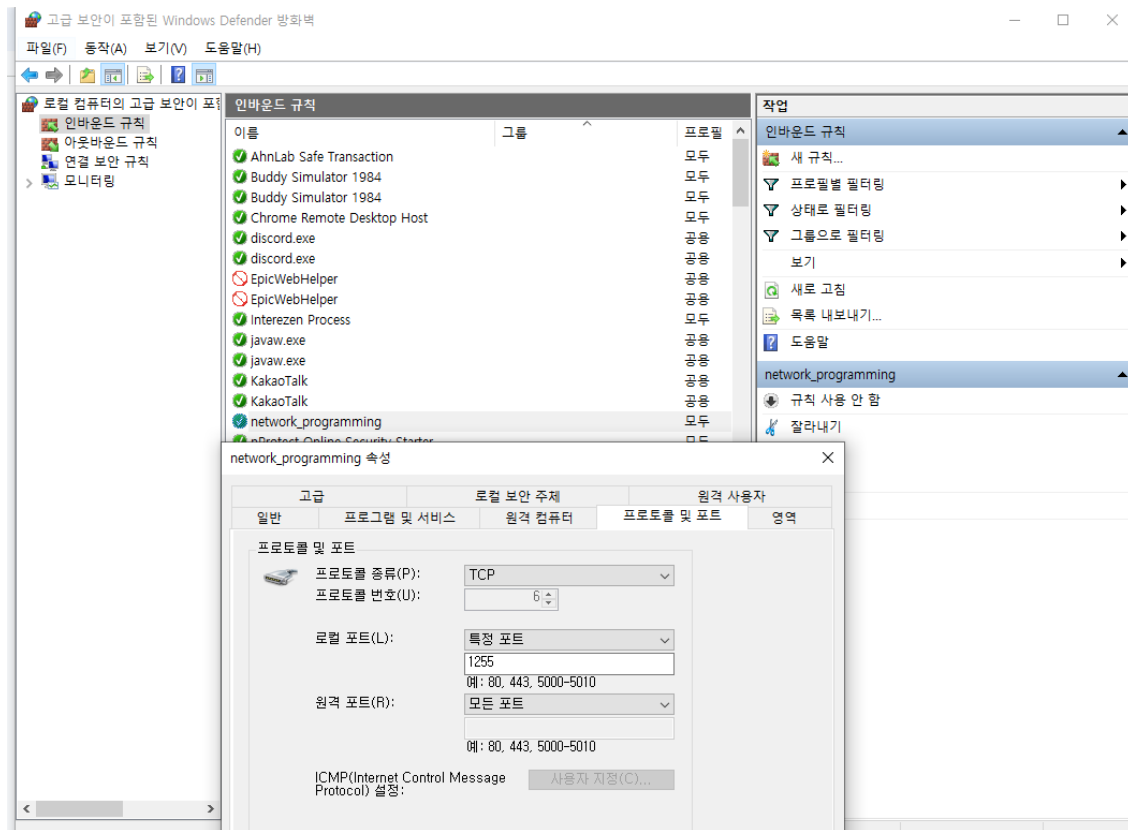 고급 보안이 포함된 Windows Defender 방화벽
파일(F) 동작(A) 보기(V) 도움말(H)
로컬 컴퓨터의 고급 보안이 포
인바운드 규칙
아웃바운드 규칙
연결 보안 규칙
모니터링
인바운드 규칙
이름 그룹 프로필
AhnLab Safe Transaction 모두
Buddy Simulator 1984 모두
Buddy Simulator 1984 모두
Chrome Remote Desktop Host 모두
discord.exe 공용
discord.exe 공용
EpicWebHelper 공용
EpicWebHelper 공용
Interezen Process 모두
javaw.exe 공용
javaw.exe 공용
KakaoTalk 공용
KakaoTalk 공용
network_programming 모두
nProtect Online Security Starter 모두
작업
인바운드 규칙
새 규칙...
프로필별 필터링
상태로 필터링
그룹으로 필터링
보기
새로 고침
목록 내보내기...
도움말
network_programming
규칙 사용 안 함
잘라내기
network_programming 속성
고급 로컬 보안 주체 원격 사용자
일반 프로그램 및 서비스 원격 컴퓨터 프로토콜 및 포트 영역
프로토콜 및 포트
프로토콜 종류(P): TCP
프로토콜 번호(U): 6
로컬 포트(L): 특정 포트
1255
예: 80, 443, 5000-5010
원격 포트(R): 모든 포트
예: 80, 443, 5000-5010
ICMP(Internet Control Message 사용자 지정(C)...
Protocol) 설정: